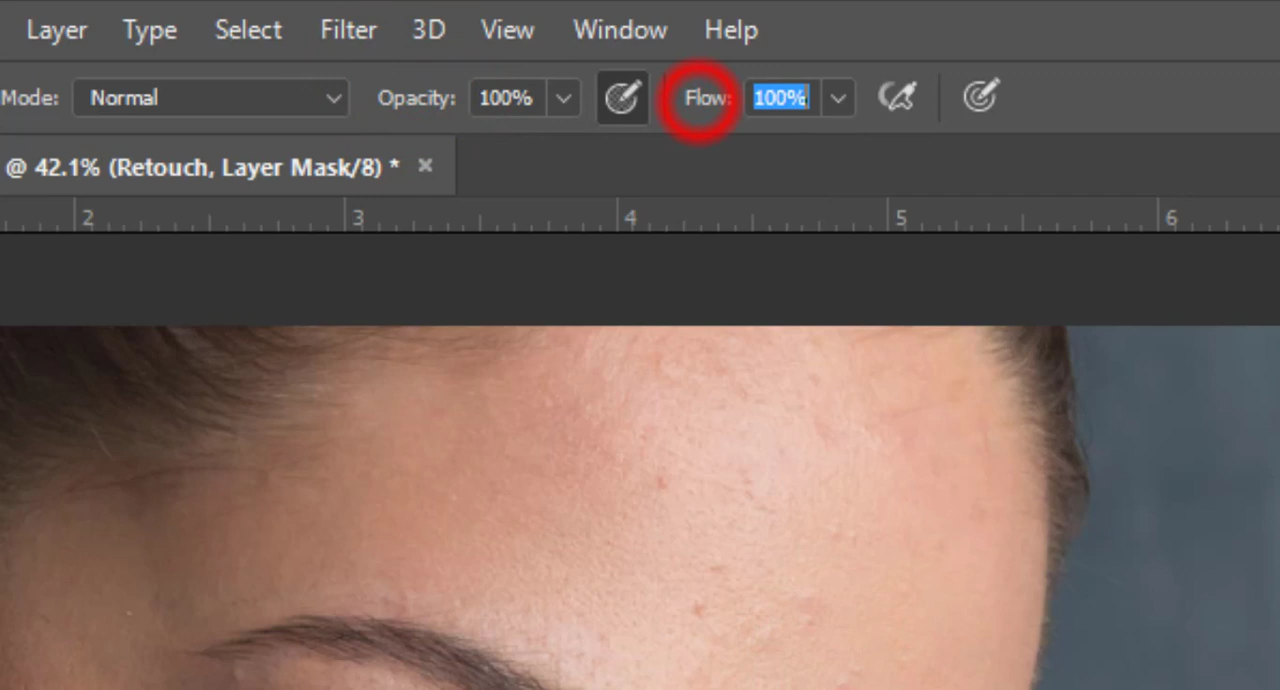 Layer Type Select Filter 3D View Window Help
Mode: Normal Opacity: 100% Flow: 100%
@ 42.1% (Retouch, Layer Mask/8) * ×
2 3 4 5 6